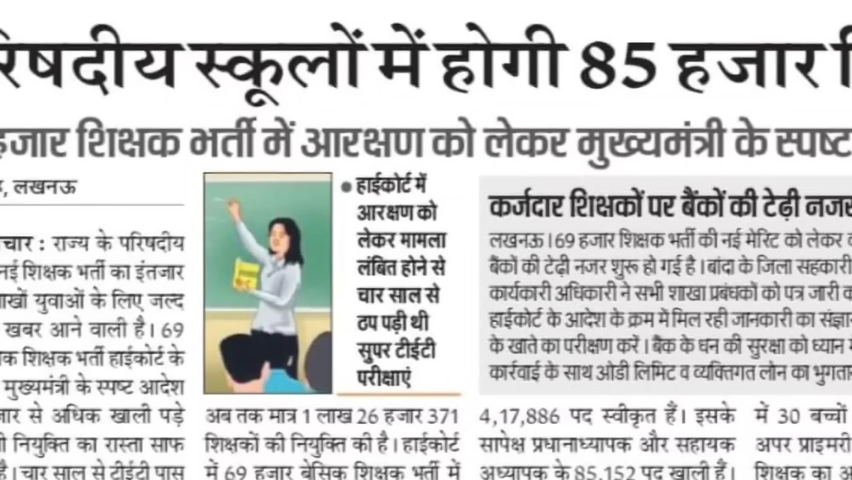 रिषदीय स्कूलों में होगी 85 हजार
हजार शिक्षक भर्ती में आरक्षण को लेकर मुख्यमंत्री के स्पष्ट
लखनऊ
चार : राज्य के परिषदीय
नई शिक्षक भर्ती का इंतजार
ाखों युवाओं के लिए जल्द
खबर आने वाली है। 69
क शिक्षक भर्ती हाईकोर्ट के
मुख्यमंत्री के स्पष्ट आदेश
जार से अधिक खाली पड़े
नियुक्ति का रास्ता साफ
है। चार साल से टीईटी पास
हाईकोर्ट में
आरक्षण को
लेकर मामला
लंबित होने से
चार साल से
ठप पड़ी थी
सुपर टीईटी
परीक्षाएं
अब तक मात्र 1 लाख 26 हजार 371
शिक्षकों की नियुक्ति की है। हाईकोर्ट
में 69 हजार बेसिक शिक्षक भर्ती में
कर्जदार शिक्षकों पर बैंकों की टेढ़ी नजर
लखनऊ। 69 हजार शिक्षक भर्ती की नई मेरिट को लेकर
बैंकों की टेढ़ी नजर शुरू हो गई है। बांदा के जिला सहकारी
कार्यकारी अधिकारी ने सभी शाखा प्रबंधकों को पत्र जारी
हाईकोर्ट के आदेश के क्रम में मिल रही जानकारी का संज्ञा
के खाते का परीक्षण करें। बैंक के धन की सुरक्षा को ध्यान
कार्रवाई के साथ ओडी लिमिट व व्यक्तिगत लोन का भुगता
4,17,886 पद स्वीकृत हैं। इसके
सापेक्ष प्रधानाध्यापक और सहायक
अध्यापक के 85,152 पद खाली हैं।
में 30 बच्चों
अपर प्राइमरी
शिक्षक का अ